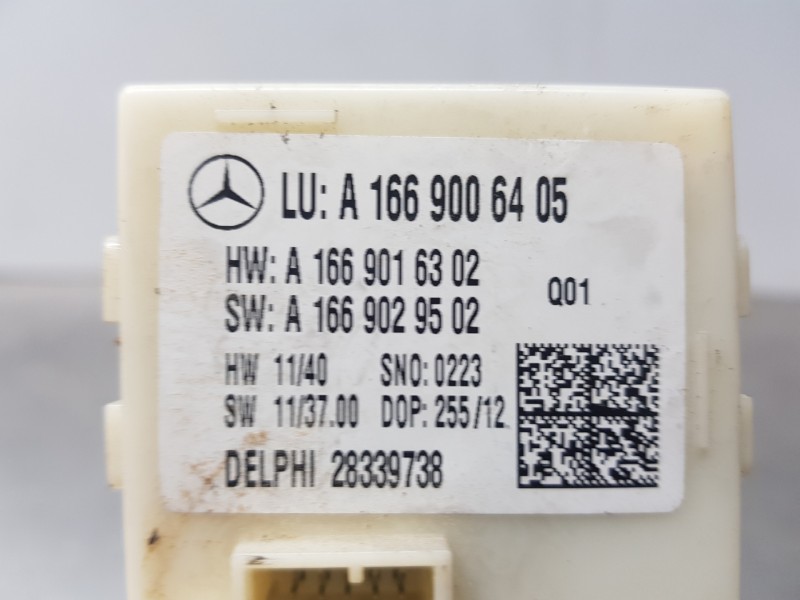 LU: A 166 900 64 05
HW: A 166 901 63 02
SW: A 166 902 95 02
Q01
HW 11/40 SNO: 0223
SW 11/37.00 DOP: 255/12
DELPHI 28339738